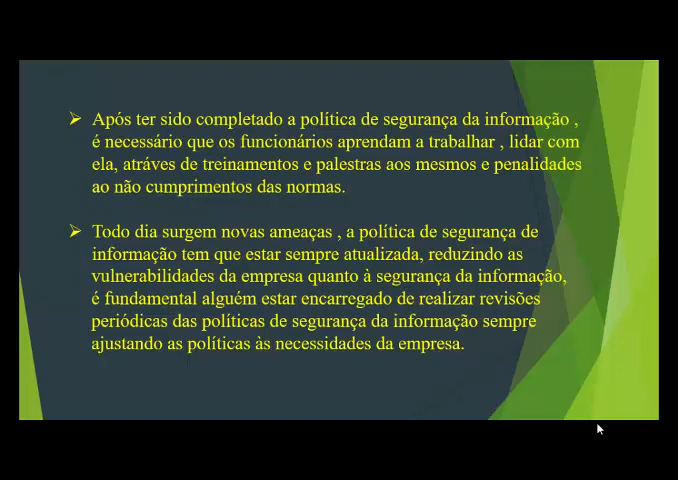 Após ter sido completado a política de segurança da informação ,
é necessário que os funcionários aprendam a trabalhar , lidar com
ela, atráves de treinamentos e palestras aos mesmos e penalidades
ao não cumprimentos das normas.
Todo dia surgem novas ameaças , a política de segurança de
informação tem que estar sempre atualizada, reduzindo as
vulnerabilidades da empresa quanto à segurança da informação,
é fundamental alguém estar encarregado de realizar revisões
periódicas das políticas de segurança da informação sempre
ajustando as políticas às necessidades da empresa.